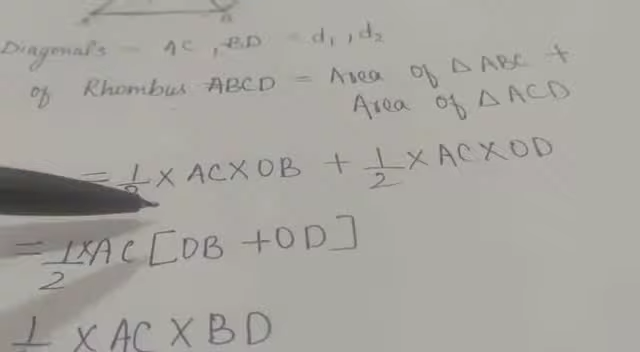 Diagonals - AC , BD = d₁ , d₂
of Rhombus ABCD = Area of △ ABC +
Area of △ ACD
= 1/2 × AC × OB + 1/2 × AC × OD
= 1/2 × AC [OB + OD]
1/ × AC × BD